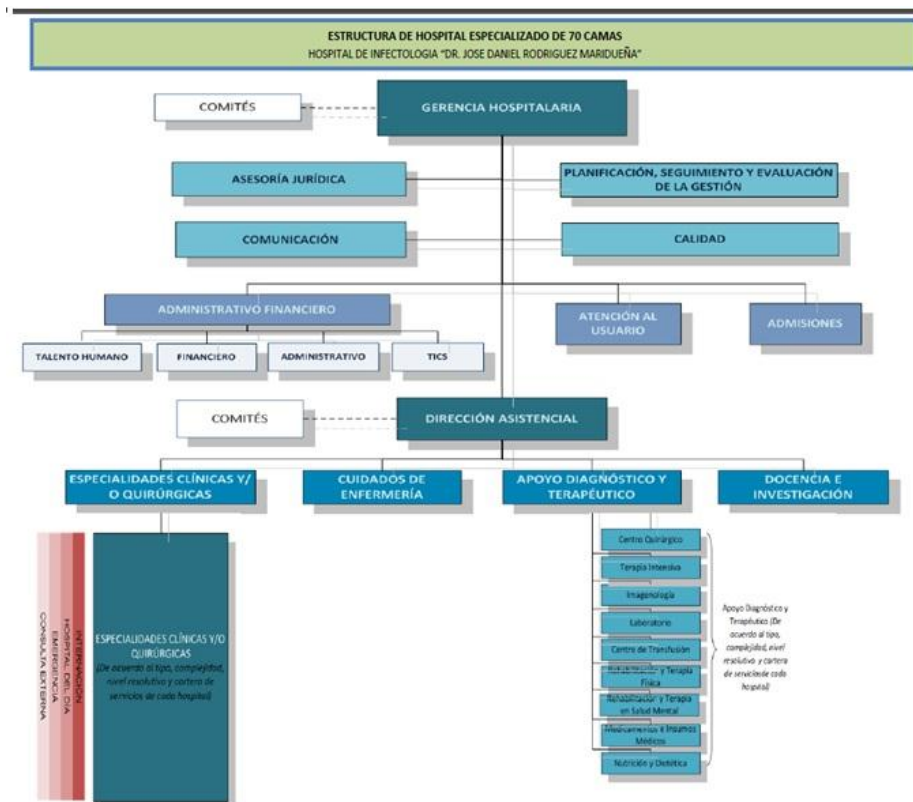 ESTRUCTURA DE HOSPITAL ESPECIALIZADO DE 70 CAMAS
HOSPITAL DE INFECTOLOGIA "DR. JOSE DANIEL RODRIGUEZ MARIDUEÑA"
COMITÉS
GERENCIA HOSPITALARIA
ASESORÍA JURÍDICA
PLANIFICACIÓN, SEGUIMIENTO Y EVALUACIÓN
DE LA GESTIÓN
COMUNICACIÓN
CALIDAD
ADMINISTRATIVO FINANCIERO
ATENCIÓN AL
USUARIO
ADMISIONES
TALENTO HUMANO
FINANCIERO
ADMINISTRATIVO
TICS
COMITÉS
DIRECCIÓN ASISTENCIAL
ESPECIALIDADES CLÍNICAS Y/
O QUIRÚRGICAS
CUIDADOS DE
ENFERMERÍA
APOYO DIAGNÓSTICO Y
TERAPÉUTICO
DOCENCIA E
INVESTIGACIÓN
INTERNACIÓN
HOSPITAL DEL DIA
EMERGENCIA
CONSULTA EXTERNA
ESPECIALIDADES CLÍNICAS Y/O
QUIRÚRGICAS
(De acuerdo al tipo, complejidad,
nivel resolutivo y cartera de
servicios de cada hospital)
Centro Quirúrgico
Terapia Intensiva
Imagenología
Laboratorio
Centro de Transfusión
Rehabilitación y Terapia
Física
Rehabilitación y Terapia
en Salud Mental
Medicamentos e Insumos
Médicos
Nutrición y Dietética
Apoyo Diagnóstico y
Terapéutico (De
acuerdo al tipo,
complejidad, nivel
resolutivo y cartera
de servicios de cada
hospital)